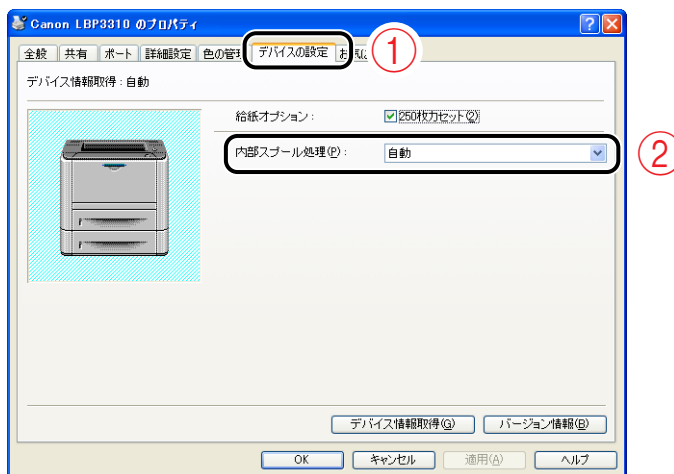 Canon LBP3310 のプロパティ
全般 共有 ポート 詳細設定 色の管理 デバイスの設定
①
デバイス情報取得：自動
給紙オプション： 250枚カセット(2)
内部スプール処理(P)： 自動
②
デバイス情報取得(G) バージョン情報(B)
OK キャンセル 適用(A) ヘルプ